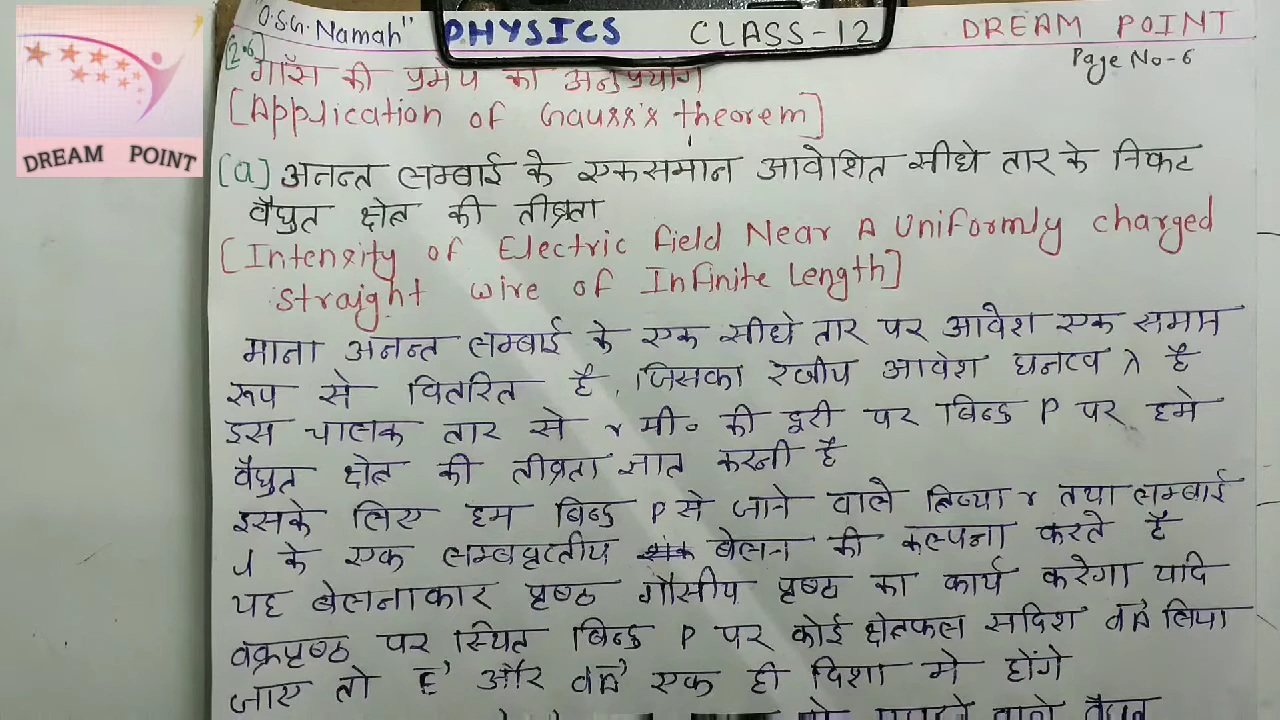 "O.S.G. Namah" PHYSICS CLASS-12 DREAM POINT
Page No-6
[2.6] गॉस की प्रमेय का अनुप्रयोग
[Application of Gauss's theorem]
(a) अनन्त लम्बाई के एकसमान आवेशित सीधे तार के निकट
वैद्युत क्षेत्र की तीव्रता
[Intensity of Electric field Near A Uniformly charged
straight wire of Infinite Length]
माना अनन्त लम्बाई के एक सीधे तार पर आवेश एक समान
रूप से वितरित है, जिसका रेखीय आवेश घनत्व λ है
इस चालक तार से r मी० की दूरी पर बिन्दु P पर हमे
वैद्युत क्षेत्र की तीव्रता ज्ञात करनी है
इसके लिए हम बिन्दु P से जाने वाले त्रिज्या r तथा लम्बाई
l के एक लम्बवृत्तीय बेलन की कल्पना करते है
यह बेलनाकार पृष्ठ गौसीय पृष्ठ का कार्य करेगा यदि
वक्रपृष्ठ पर स्थित बिन्दु P पर कोई क्षेत्रफल सदिश dA→ लिया
जाए तो E→ और dA→ एक ही दिशा मे होंगे
DREAM POINT